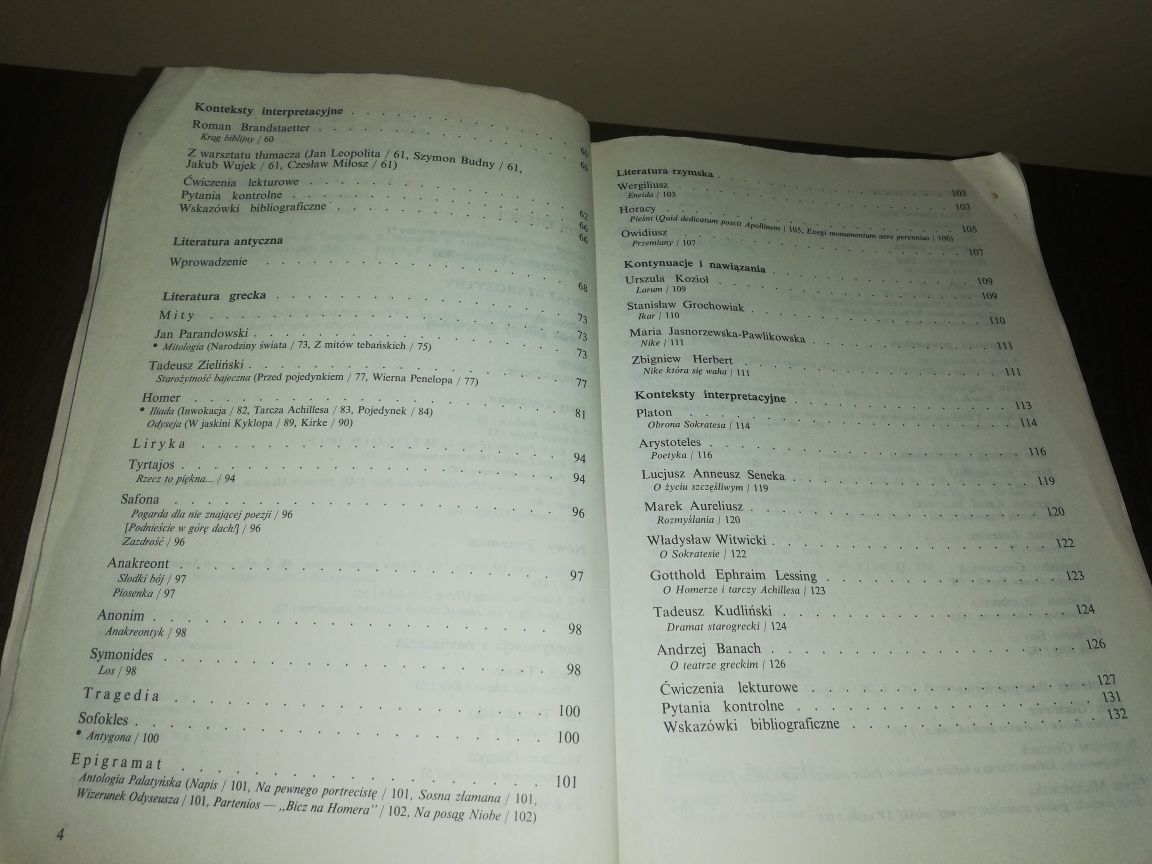 Konteksty interpretacyjne . . . . . 60
Roman Brandstaetter . . . . . 60
Krąg biblijny / 60
Z warsztatu tłumacza (Jan Leopolita / 61, Szymon Budny / 61,
Jakub Wujek / 61, Czesław Miłosz / 61)
Ćwiczenia lekturowe . . . . . 62
Pytania kontrolne . . . . . 66
Wskazówki bibliograficzne . . . . . 66
Literatura antyczna
Wprowadzenie . . . . . 68
Literatura grecka . . . . . 73
Mity . . . . . 73
Jan Parandowski . . . . . 73
• Mitologia (Narodziny świata / 73, Z mitów tebańskich / 75)
Tadeusz Zieliński . . . . . 77
Starożytność bajeczna (Przed pojedynkiem / 77, Wierna Penelopa / 77)
Homer . . . . . 81
• Iliada (Inwokacja / 82, Tarcza Achillesa / 83, Pojedynek / 84)
Odyseja (W jaskini Kyklopa / 89, Kirke / 90)
Liryka . . . . . 94
Tyrtajos . . . . . 94
Rzecz to piękna... / 94
Safona . . . . . 96
Pogarda dla nie znającej poezji / 96
[Podnieście w górę dach!] / 96
Zazdrość / 96
Anakreont . . . . . 97
Słodki bój / 97
Piosenka / 97
Anonim . . . . . 98
Anakreontyk / 98
Symonides . . . . . 98
Los / 98
Tragedia . . . . . 100
Sofokles . . . . . 100
• Antygona / 100
Epigramat . . . . . 101
Antologia Palatyńska (Napis / 101, Na pewnego portrecistę / 101, Sosna złamana / 101,
Wizerunek Odyseusza / 101, Partenios — „Bicz na Homera” / 102, Na posąg Niobe / 102)
4
Literatura rzymska . . . . . 103
Wergiliusz . . . . . 103
Eneida / 103
Horacy . . . . . 105
Pieśni (Quid dedicatum poscit Apollinem / 105, Exegi monumentum aere perennius / 106)
Owidiusz . . . . . 107
Przemiany / 107
Kontynuacje i nawiązania . . . . . 109
Urszula Kozioł . . . . . 109
Larum / 109
Stanisław Grochowiak . . . . . 110
Ikar / 110
Maria Jasnorzewska-Pawlikowska . . . . . 111
Nike / 111
Zbigniew Herbert . . . . . 111
Nike która się waha / 111
Konteksty interpretacyjne . . . . . 113
Platon . . . . . 114
Obrona Sokratesa / 114
Arystoteles . . . . . 116
Poetyka / 116
Lucjusz Anneusz Seneka . . . . . 119
O życiu szczęśliwym / 119
Marek Aureliusz . . . . . 120
Rozmyślania / 120
Władysław Witwicki . . . . . 122
O Sokratesie / 122
Gotthold Ephraim Lessing . . . . . 123
O Homerze i tarczy Achillesa / 123
Tadeusz Kudliński . . . . . 124
Dramat starogrecki / 124
Andrzej Banach . . . . . 126
O teatrze greckim / 126
Ćwiczenia lekturowe . . . . . 127
Pytania kontrolne . . . . . 131
Wskazówki bibliograficzne . . . . . 132